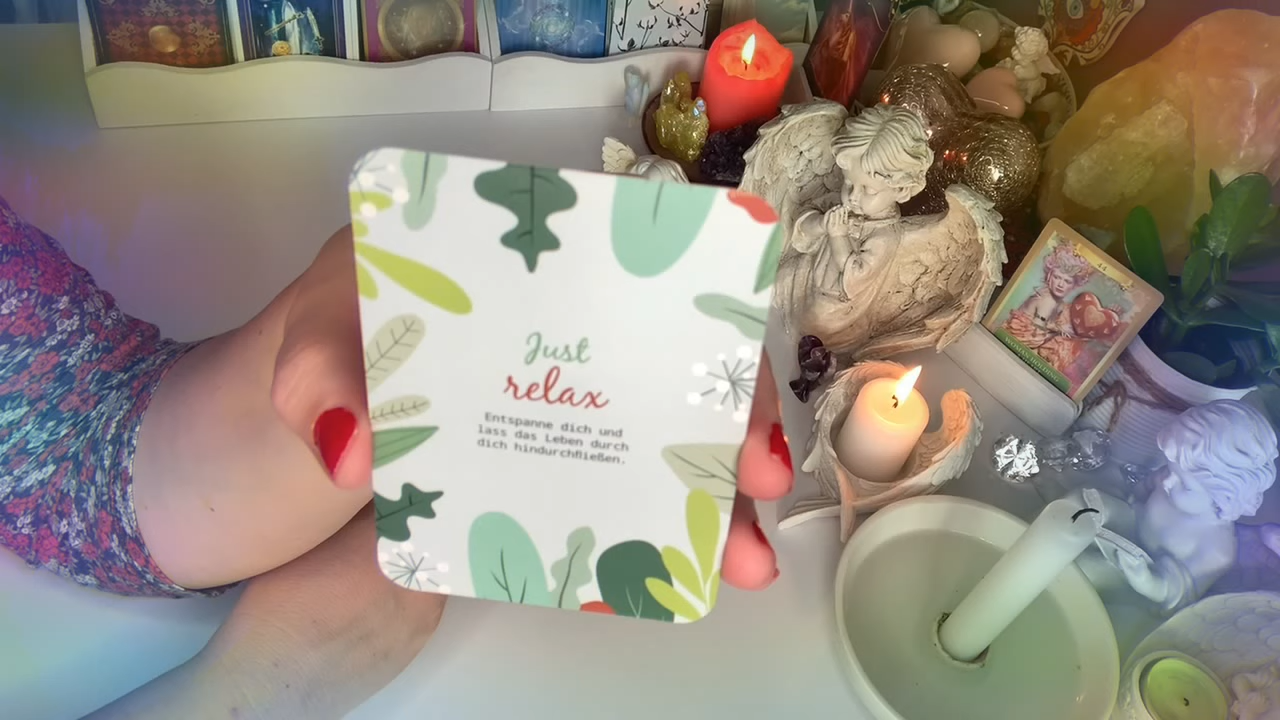 Just
relax
Entspanne dich und
lass das Leben durch
dich hindurchfließen.